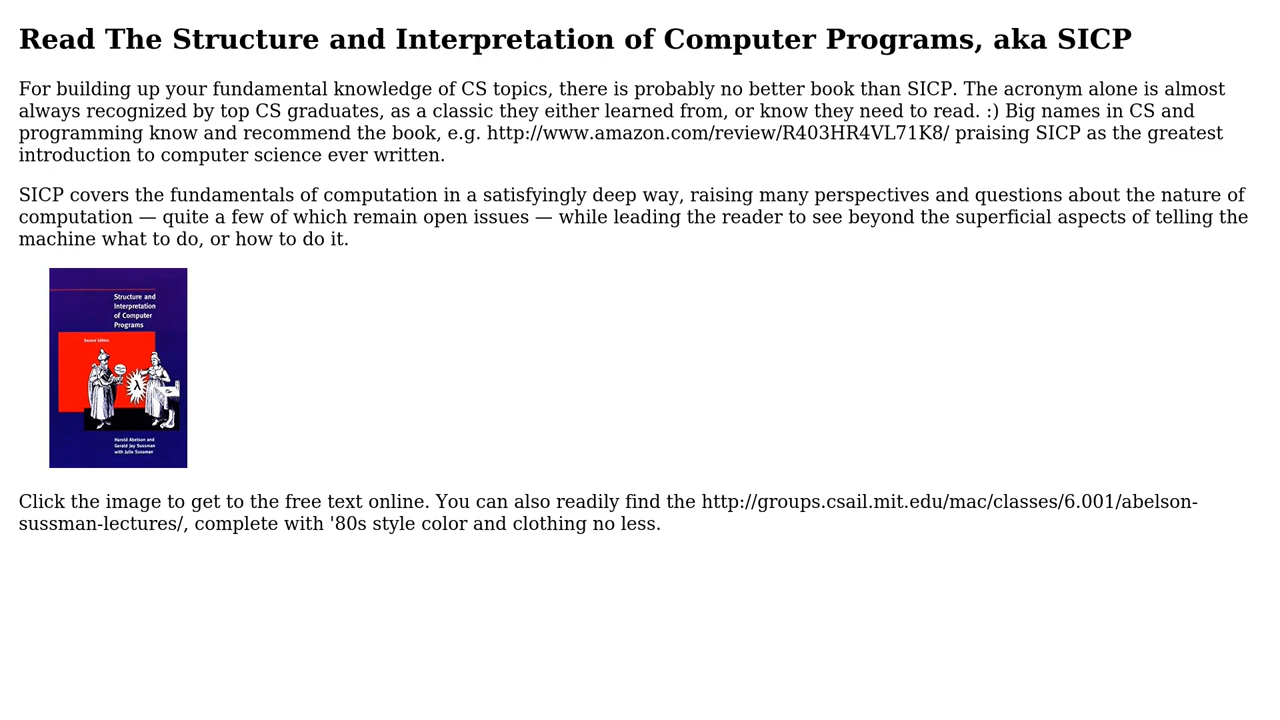 Read The Structure and Interpretation of Computer Programs, aka SICP
For building up your fundamental knowledge of CS topics, there is probably no better book than SICP. The acronym alone is almost
always recognized by top CS graduates, as a classic they either learned from, or know they need to read. :) Big names in CS and
programming know and recommend the book, e.g. http://www.amazon.com/review/R403HR4VL71K8/ praising SICP as the greatest
introduction to computer science ever written.
SICP covers the fundamentals of computation in a satisfyingly deep way, raising many perspectives and questions about the nature of
computation — quite a few of which remain open issues — while leading the reader to see beyond the superficial aspects of telling the
machine what to do, or how to do it.
Structure and
Interpretation
of Computer
Programs
Second Edition
λ
Harold Abelson and
Gerald Jay Sussman
with Julie Sussman
Click the image to get to the free text online. You can also readily find the http://groups.csail.mit.edu/mac/classes/6.001/abelson-
sussman-lectures/, complete with '80s style color and clothing no less.